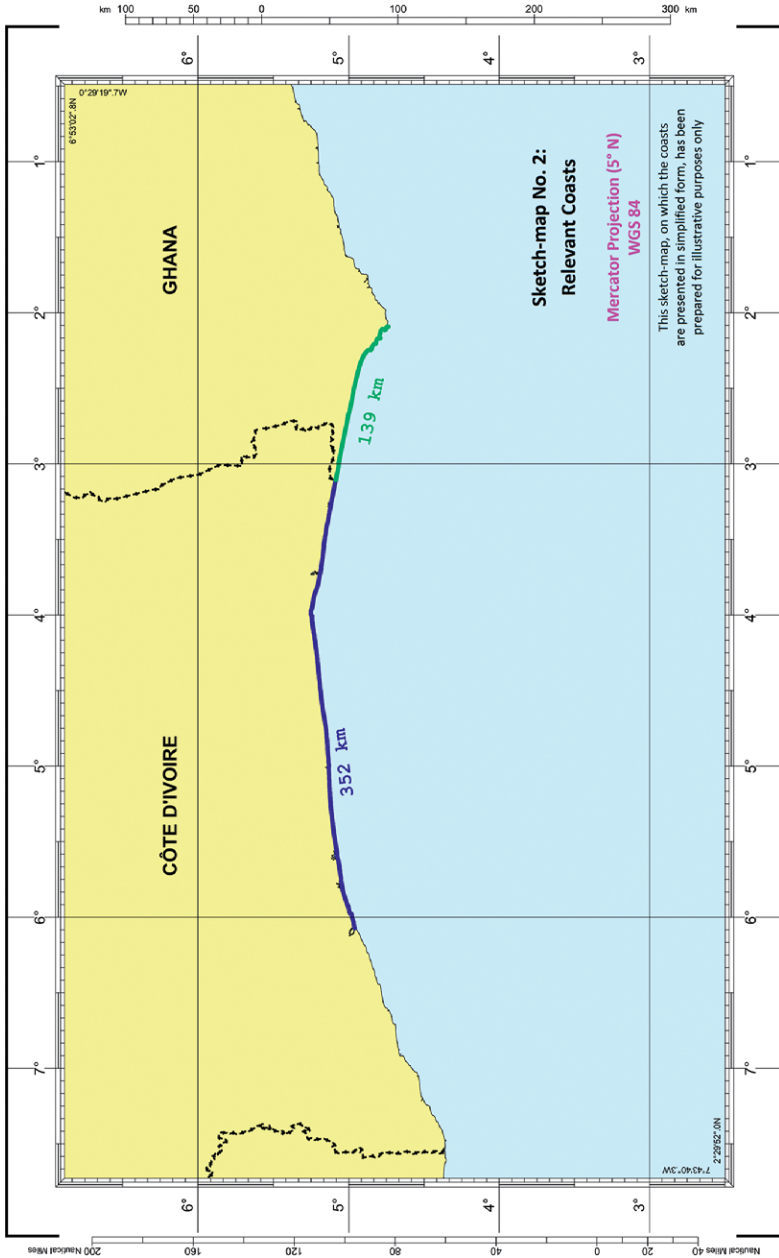 7° 6° 5° 4° 3° 2° 1°
6°53'02".8N
0°29'19".7W
6° 6°
CÔTE D'IVOIRE
GHANA
5° 5°
352 km
139 km
4° 4°
Sketch-map No. 2:
Relevant Coasts
Mercator Projection (5° N)
WGS 84
3° 3°
This sketch-map, on which the coasts
are presented in simplified form, has been
prepared for illustrative purposes only
7°43'40".3W
2°29'52".0N
200 Nautical Miles
160
120
80
40
0
20
40 Nautical Miles
km 100 50 0 100 200 300 km